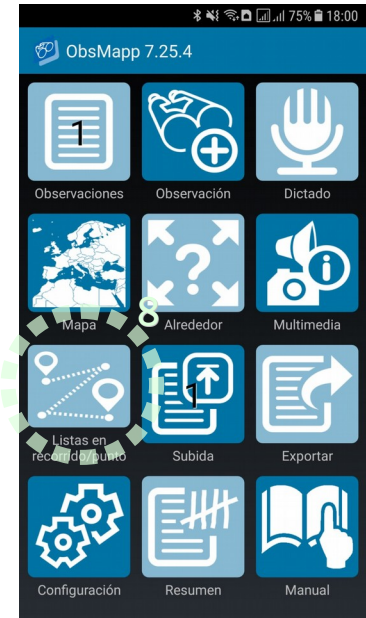 75% 18:00
ObsMapp 7.25.4
1
Observaciones Observación Dictado
?
Mapa Alrededor Multimedia
8
1
Listas en
recorrido/punto Subida Exportar
Configuración Resumen Manual